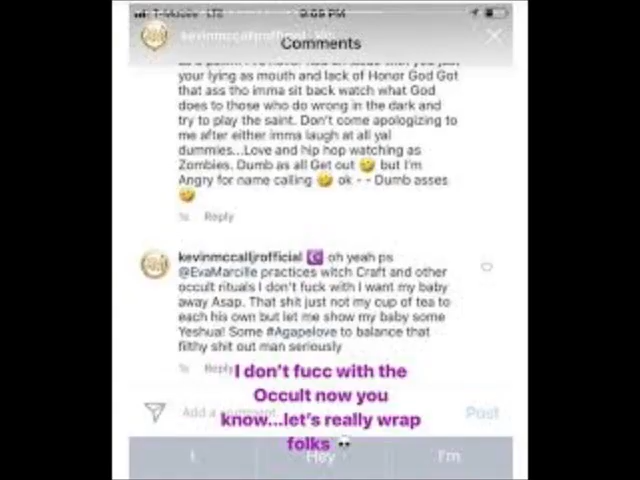 T-Mobile LTE
9:55 PM
kevinmccalljrofficial
Comments
your lying as mouth and lack of Honor God Got
that ass tho imma sit back watch what God
does to those who do wrong in the dark and
try to play the saint. Don't come apologizing to
me after either imma laugh at all yal
dummies...Love and hip hop watching as
Zombies. Dumb as all Get out 🤣 but I'm
Angry for name calling 🤣 ok - - Dumb asses
🤣
Reply
kevinmccalljrofficial ☪️ oh yeah ps
@EvaMarcille practices witch Craft and other
occult rituals I don't fuck with I want my baby
away Asap. That shit just not my cup of tea to
each his own but let me show my baby some
Yeshua! Some #Agapelove to balance that
filthy shit out man seriously
Reply
I don't fucc with the
Occult now you
know...let's really wrap
folks 💀
Add a comment
Post
I
Hey
I'm